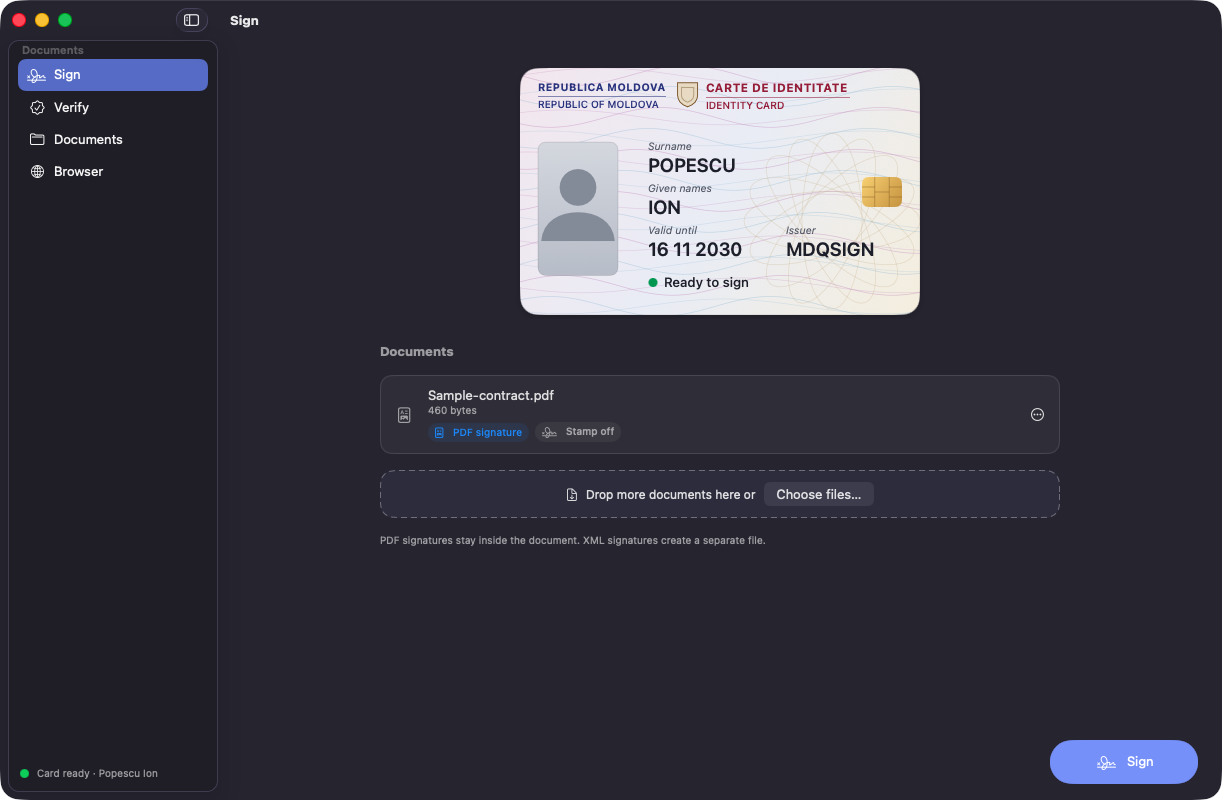 Sign
Documents
Sign
Verify
Documents
Browser
Card ready · Popescu Ion
REPUBLICA MOLDOVA
REPUBLIC OF MOLDOVA
CARTE DE IDENTITATE
IDENTITY CARD
Surname
POPESCU
Given names
ION
Valid until
16 11 2030
Issuer
MDQSIGN
Ready to sign
Documents
Sample-contract.pdf
460 bytes
PDF signature
Stamp off
Drop more documents here or
Choose files...
PDF signatures stay inside the document. XML signatures create a separate file.
Sign